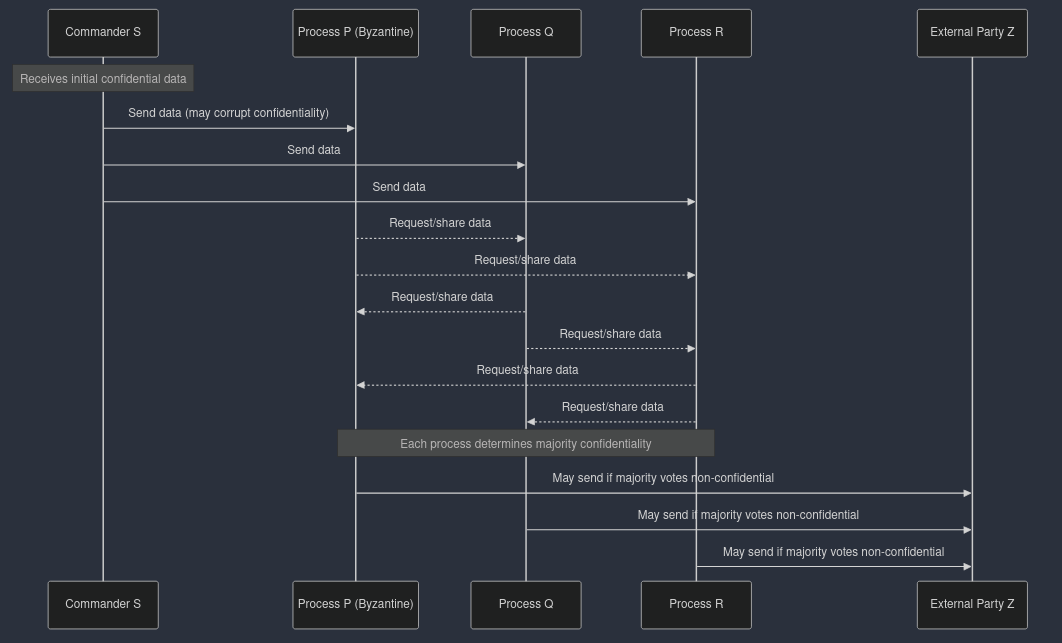 Commander S
Process P (Byzantine)
Process Q
Process R
External Party Z
Receives initial confidential data
Send data (may corrupt confidentiality)
Send data
Send data
Request/share data
Request/share data
Request/share data
Request/share data
Request/share data
Request/share data
Each process determines majority confidentiality
May send if majority votes non-confidential
May send if majority votes non-confidential
May send if majority votes non-confidential
Commander S
Process P (Byzantine)
Process Q
Process R
External Party Z